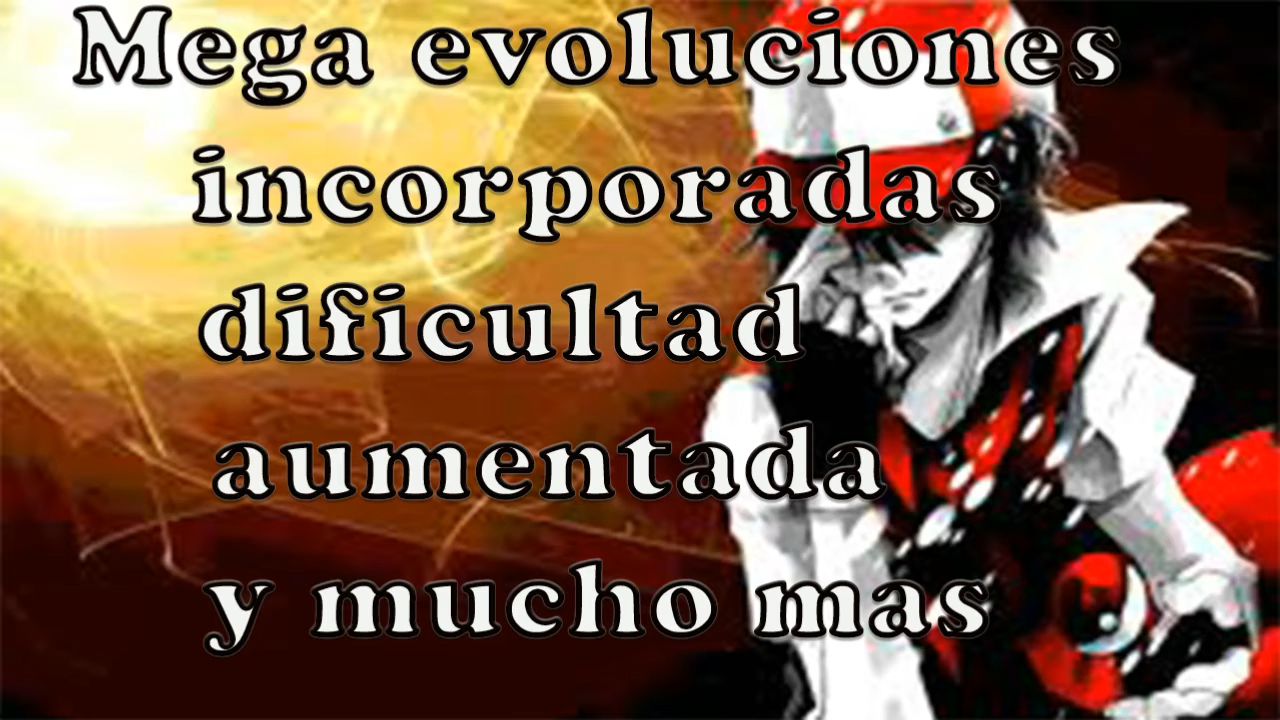 Mega evoluciones
incorporadas
dificultad
aumentada
y mucho mas